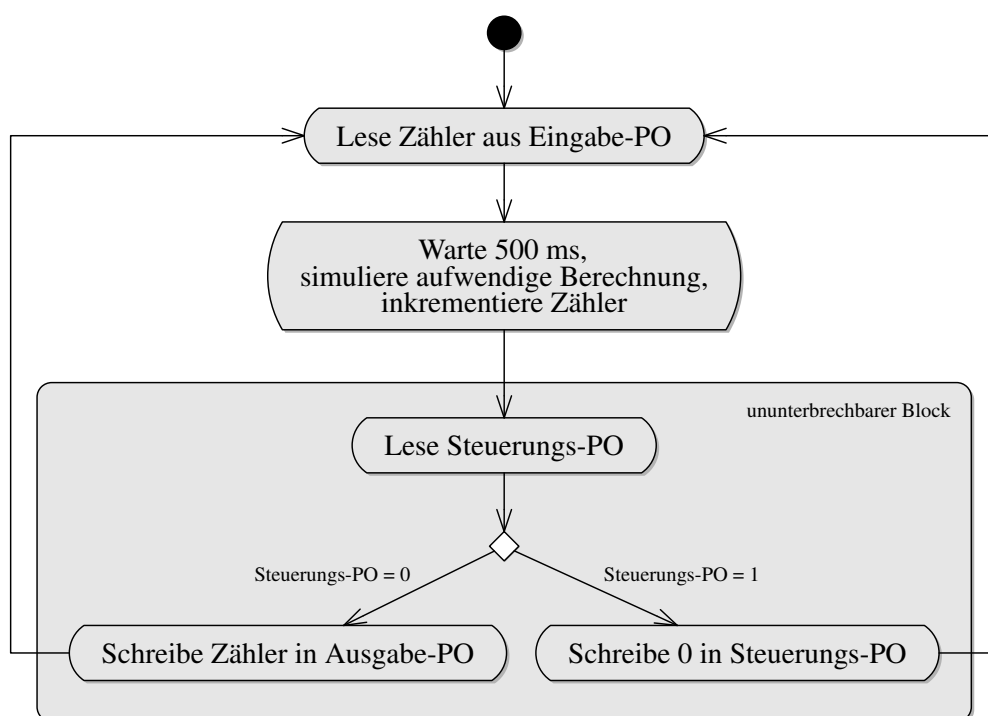 Lese Zähler aus Eingabe-PO
Warte 500 ms,
simuliere aufwendige Berechnung,
inkrementiere Zähler
ununterbrechbarer Block
Lese Steuerungs-PO
Steuerungs-PO = 0
Steuerungs-PO = 1
Schreibe Zähler in Ausgabe-PO
Schreibe 0 in Steuerungs-PO